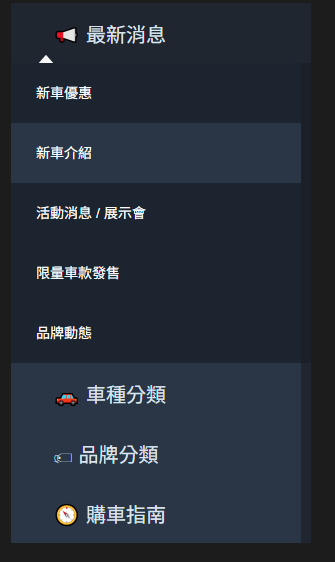 最新消息
新車優惠
新車介紹
活動消息 / 展示會
限量車款發售
品牌動態
車種分類
品牌分類
購車指南